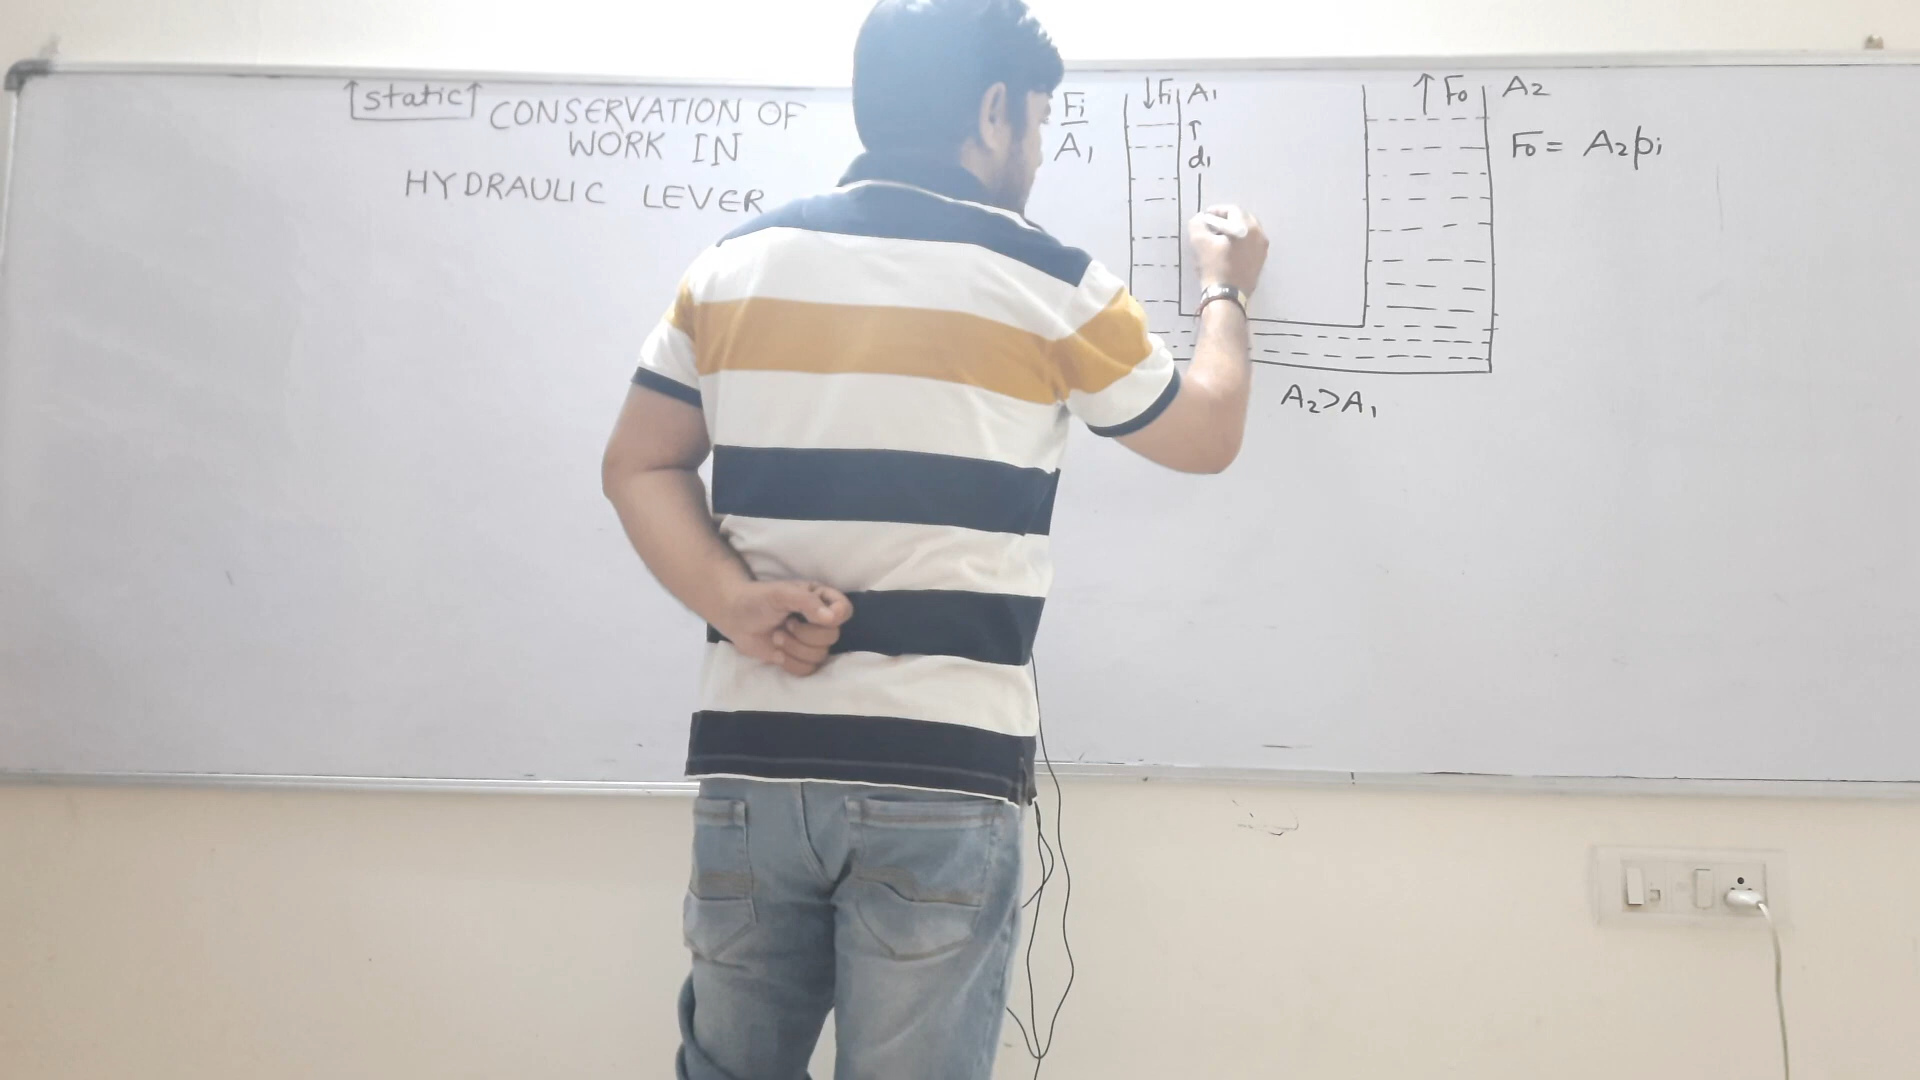 ↑static↑
CONSERVATION OF
WORK IN
HYDRAULIC LEVER
Fi
A1
↓Fi
A1
d1
↑ Fo
A2
Fo = A2pi
A2>A1